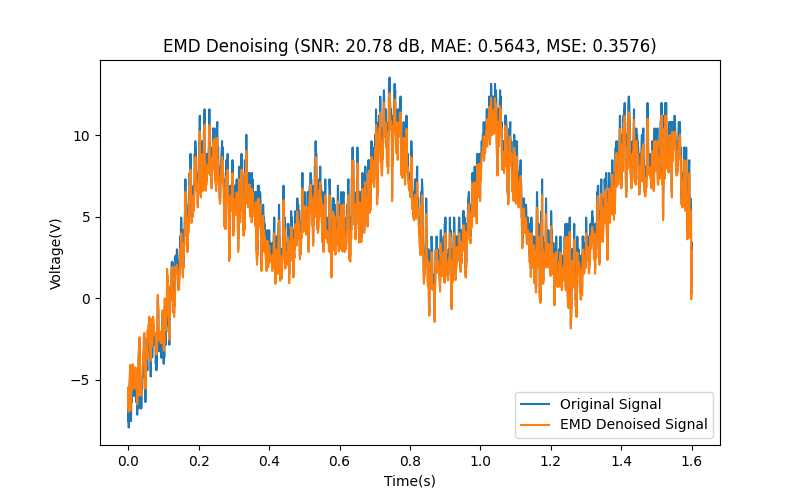 EMD Denoising (SNR: 20.78 dB, MAE: 0.5643, MSE: 0.3576)
10
5
0
−5
Voltage(V)
0.0 0.2 0.4 0.6 0.8 1.0 1.2 1.4 1.6
Time(s)
Original Signal
EMD Denoised Signal